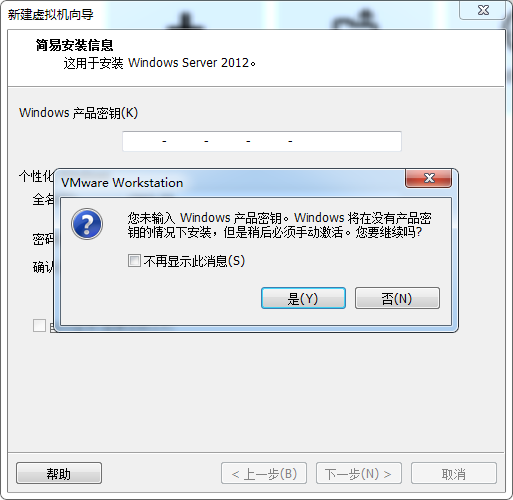 新建虚拟机向导
简易安装信息
这用于安装 Windows Server 2012。
Windows 产品密钥(K)
- - - -
个性化
全名
VMware Workstation
您未输入 Windows 产品密钥。Windows 将在没有产品密
钥的情况下安装，但是稍后必须手动激活。您要继续吗?
密码
确认
不再显示此消息(S)
是(Y)
否(N)
帮助
< 上一步(B)
下一步(N) >
取消